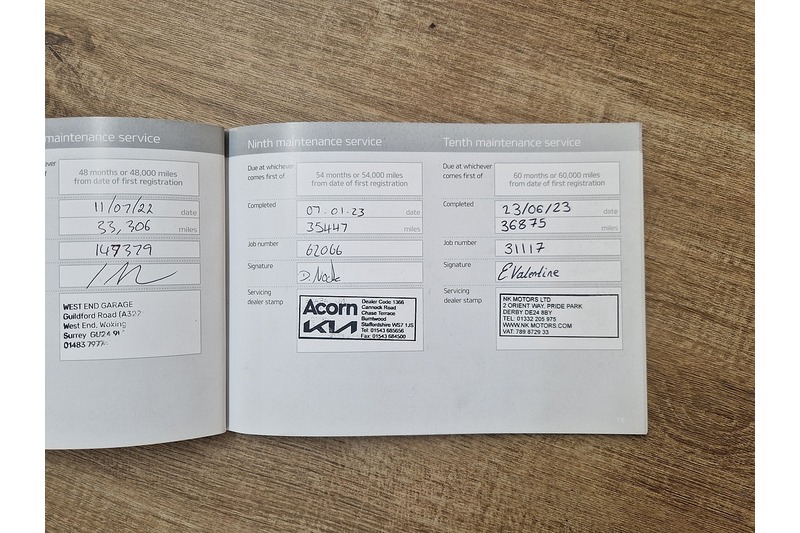 maintenance service
48 months or 48,000 miles
from date of first registration
11/07/22 date
33,306 miles
147379
WEST END GARAGE
Guildford Road (A322
West End, Woking
Surrey GU24 9
01483 7977
Ninth maintenance service
Due at whichever
comes first of
54 months or 54,000 miles
from date of first registration
Completed
07-01-23 date
35447 miles
Job number
62066
Signature
Servicing
dealer stamp
Acorn
KIA
Dealer Code 1366
Cannock Road
Chase Terrace
Burntwood
Staffordshire WS7 1JS
Tel: 01543 685656
Fax: 01543 684500
Tenth maintenance service
Due at whichever
comes first of
60 months or 60,000 miles
from date of first registration
Completed
23/06/23 date
36875 miles
Job number
31117
Signature
E Valentine
Servicing
dealer stamp
NK MOTORS LTD
2 ORIENT WAY, PRIDE PARK
DERBY DE24 8BY
TEL: 01332 205 975
WWW.NK MOTORS.COM
VAT: 789 8729 33